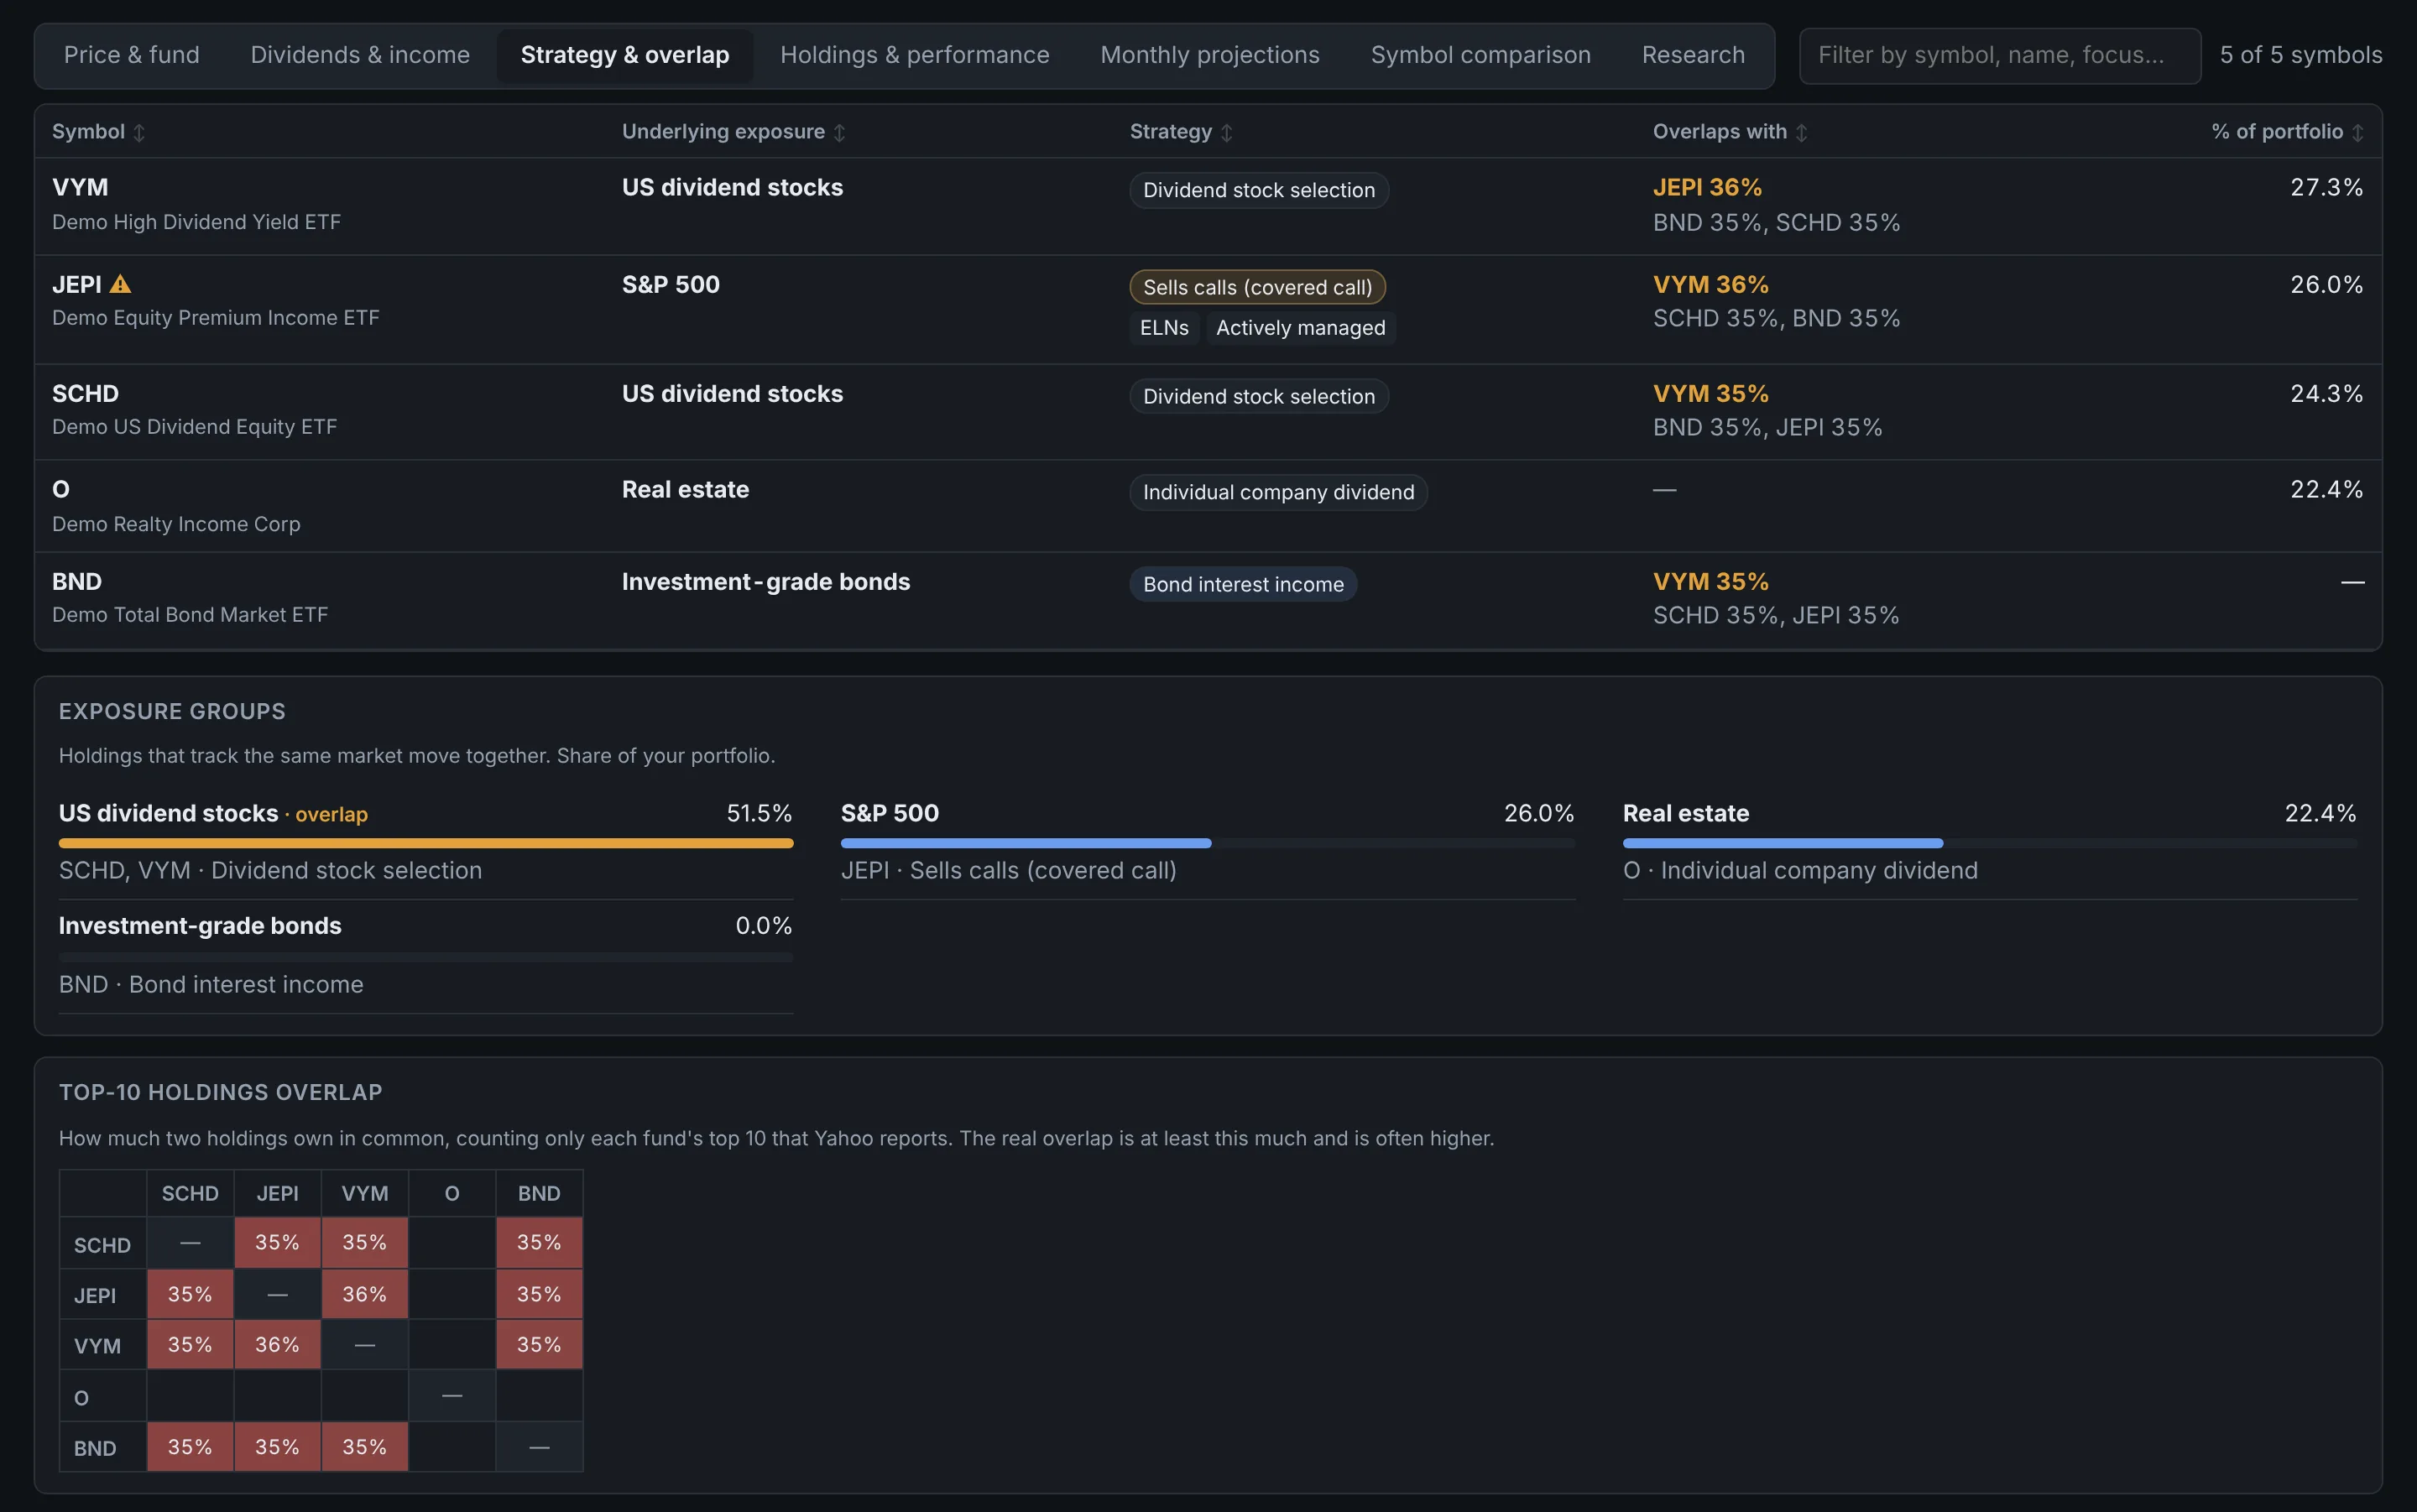 Price & fund Dividends & income Strategy & overlap Holdings & performance Monthly projections Symbol comparison Research Filter by symbol, name, focus... 5 of 5 symbols
Symbol Underlying exposure Strategy Overlaps with % of portfolio
VYM US dividend stocks Dividend stock selection JEPI 36% 27.3%
Demo High Dividend Yield ETF BND 35%, SCHD 35%
JEPI S&P 500 Sells calls (covered call) VYM 36% 26.0%
Demo Equity Premium Income ETF ELNs Actively managed SCHD 35%, BND 35%
SCHD US dividend stocks Dividend stock selection VYM 35% 24.3%
Demo US Dividend Equity ETF BND 35%, JEPI 35%
O Real estate Individual company dividend — 22.4%
Demo Realty Income Corp
BND Investment-grade bonds Bond interest income VYM 35% —
Demo Total Bond Market ETF SCHD 35%, JEPI 35%
EXPOSURE GROUPS
Holdings that track the same market move together. Share of your portfolio.
US dividend stocks · overlap 51.5% S&P 500 26.0% Real estate 22.4%
SCHD, VYM · Dividend stock selection JEPI · Sells calls (covered call) O · Individual company dividend
Investment-grade bonds 0.0%
BND · Bond interest income
TOP-10 HOLDINGS OVERLAP
How much two holdings own in common, counting only each fund's top 10 that Yahoo reports. The real overlap is at least this much and is often higher.
SCHD JEPI VYM O BND
SCHD — 35% 35% 35%
JEPI 35% — 36% 35%
VYM 35% 36% — 35%
O —
BND 35% 35% 35% —